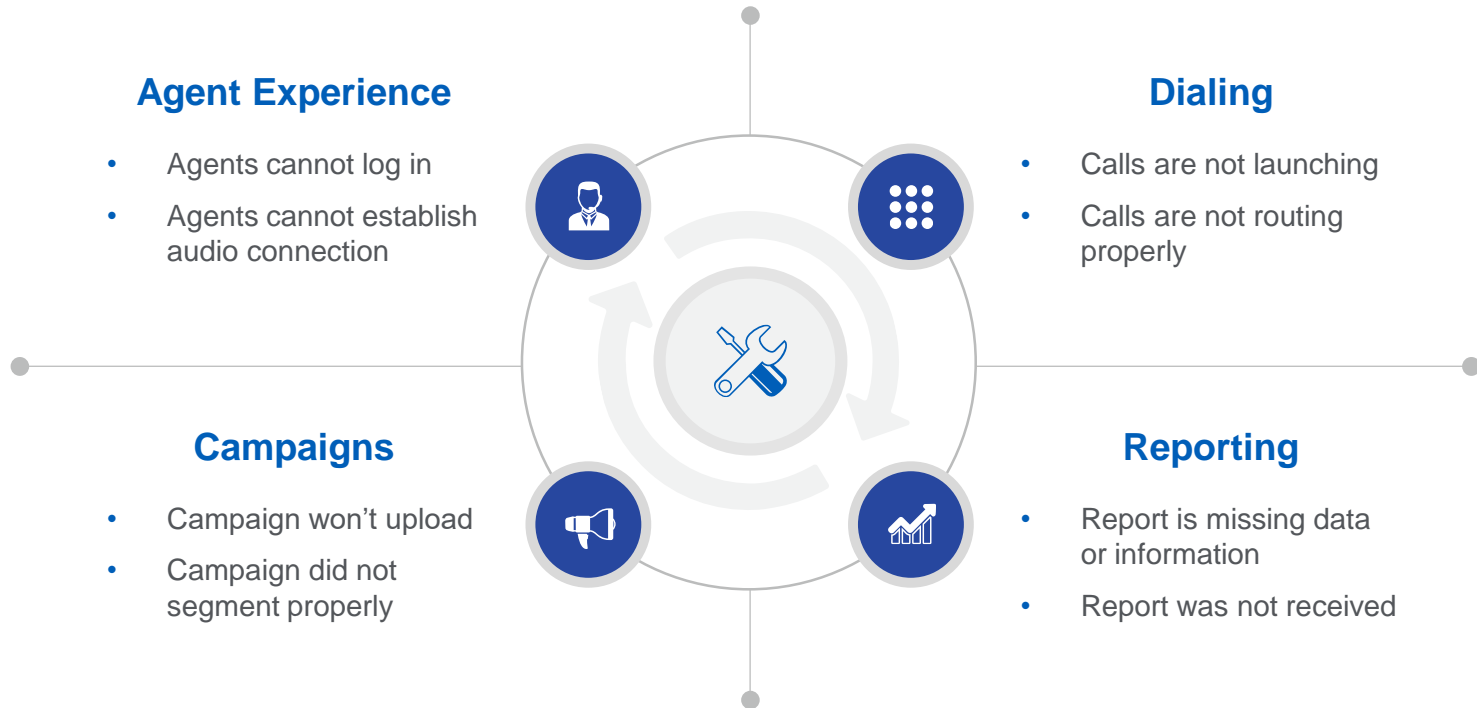 Agent Experience
• Agents cannot log in
• Agents cannot establish
audio connection
Dialing
• Calls are not launching
• Calls are not routing
properly
Campaigns
• Campaign won’t upload
• Campaign did not
segment properly
Reporting
• Report is missing data
or information
• Report was not received